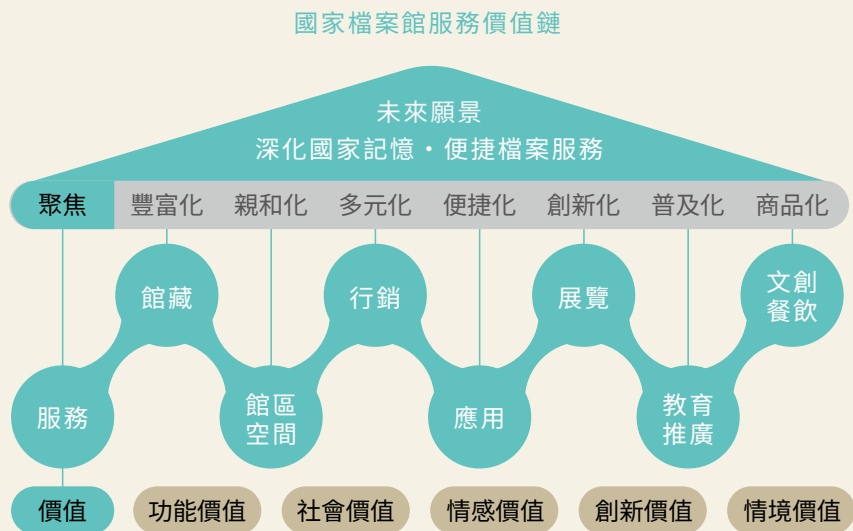 國家檔案館服務價值鏈
未來願景
深化國家記憶・便捷檔案服務
聚焦 豐富化 親和化 多元化 便捷化 創新化 普及化 商品化
館藏 行銷 展覽 文創
餐飲
服務 館區
空間 應用 教育
推廣
價值 功能價值 社會價值 情感價值 創新價值 情境價值